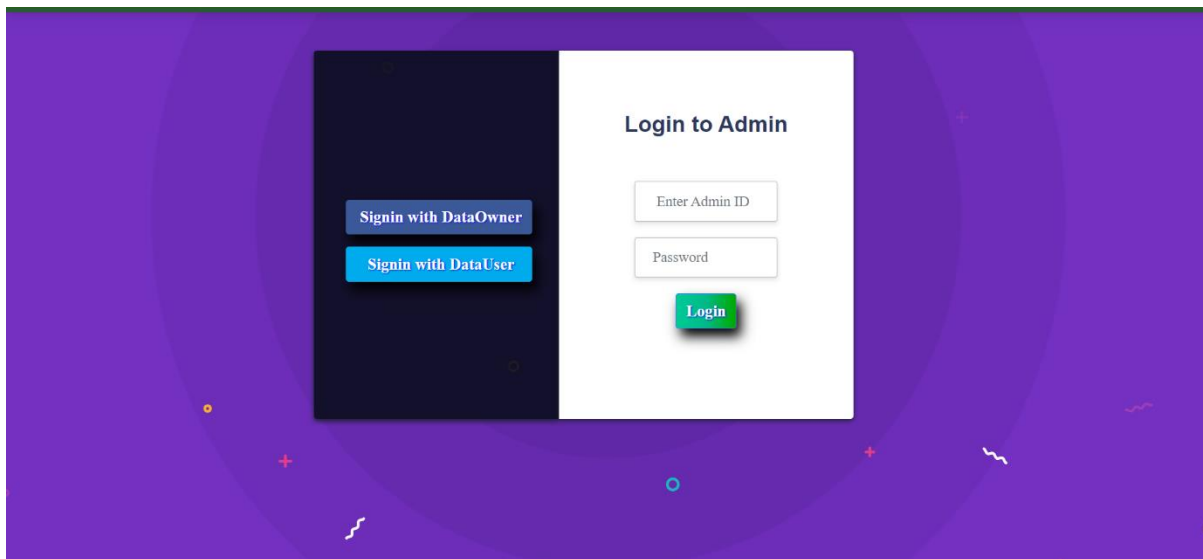 Signin with DataOwner
Signin with DataUser
Login to Admin
Enter Admin ID
Password
Login